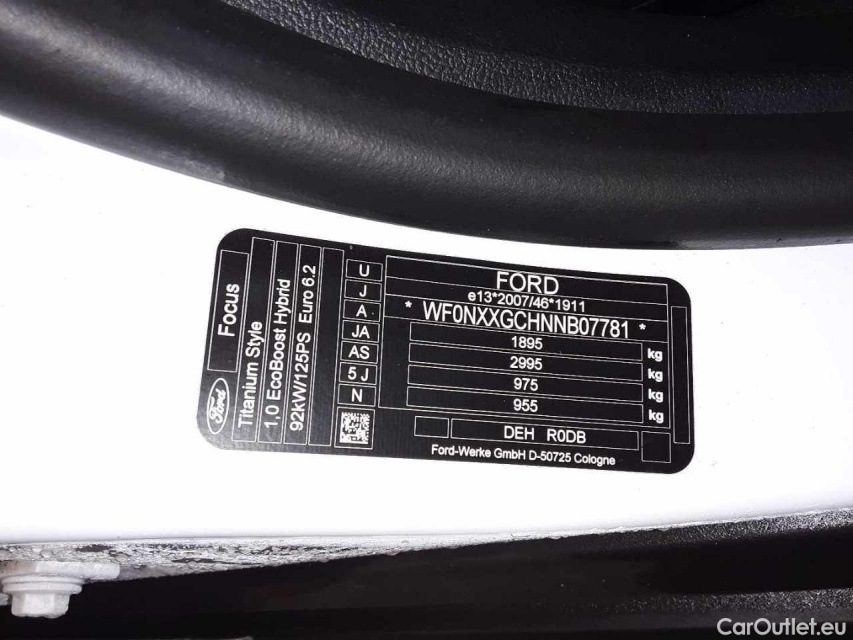 FORD
e13*2007/46*1911
* WF0NXXGCHNNB07781 *
1895 kg
2995 kg
975 kg
955 kg
DEH R0DB
Ford-Werke GmbH D-50725 Cologne
U
J
A
JA
AS
5 J
N
Focus
Ford
Titanium Style
1,0 EcoBoost Hybrid
92kW/125PS Euro 6.2
CarOutlet.eu